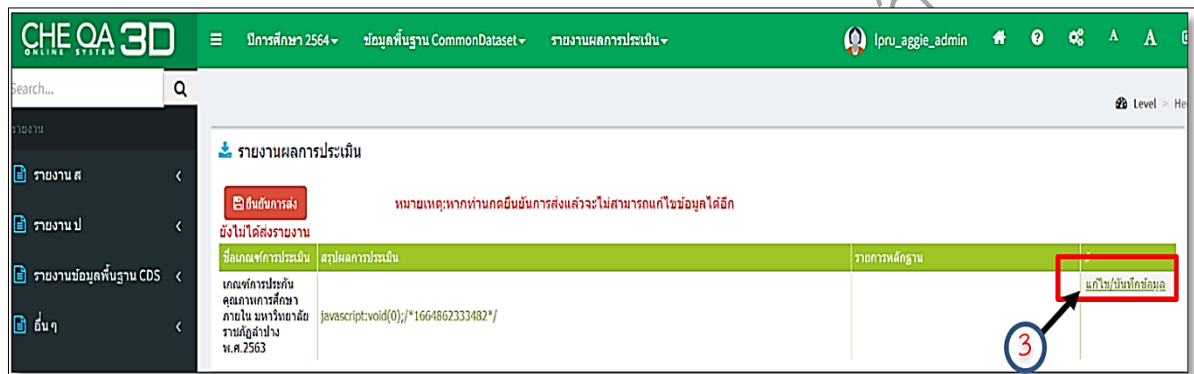 CHE QA 3D
ONLINE SYSTEM
ปีการศึกษา 2564
ข้อมูลพื้นฐาน CommonDataset
รายงานผลการประเมิน
lpru_aggie_admin
A
A
Search...
Level > He
รายงาน
รายงานผลการประเมิน
รายงาน ส
ยืนยันการส่ง
หมายเหตุ:หากท่านกดยืนยันการส่งแล้วจะไม่สามารถแก้ไขข้อมูลได้อีก
รายงาน ป
ยังไม่ได้ส่งรายงาน
ชื่อเกณฑ์การประเมิน
สรุปผลการประเมิน
รายการหลักฐาน
รายงานข้อมูลพื้นฐาน CDS
เกณฑ์การประกัน
คุณภาพการศึกษา
ภายใน มหาวิทยาลัย
ราชภัฏลำปาง
พ.ศ.2563
javascript:void(0);/*1664862333482*/
แก้ไข/บันทึกข้อมูล
อื่น ๆ
3